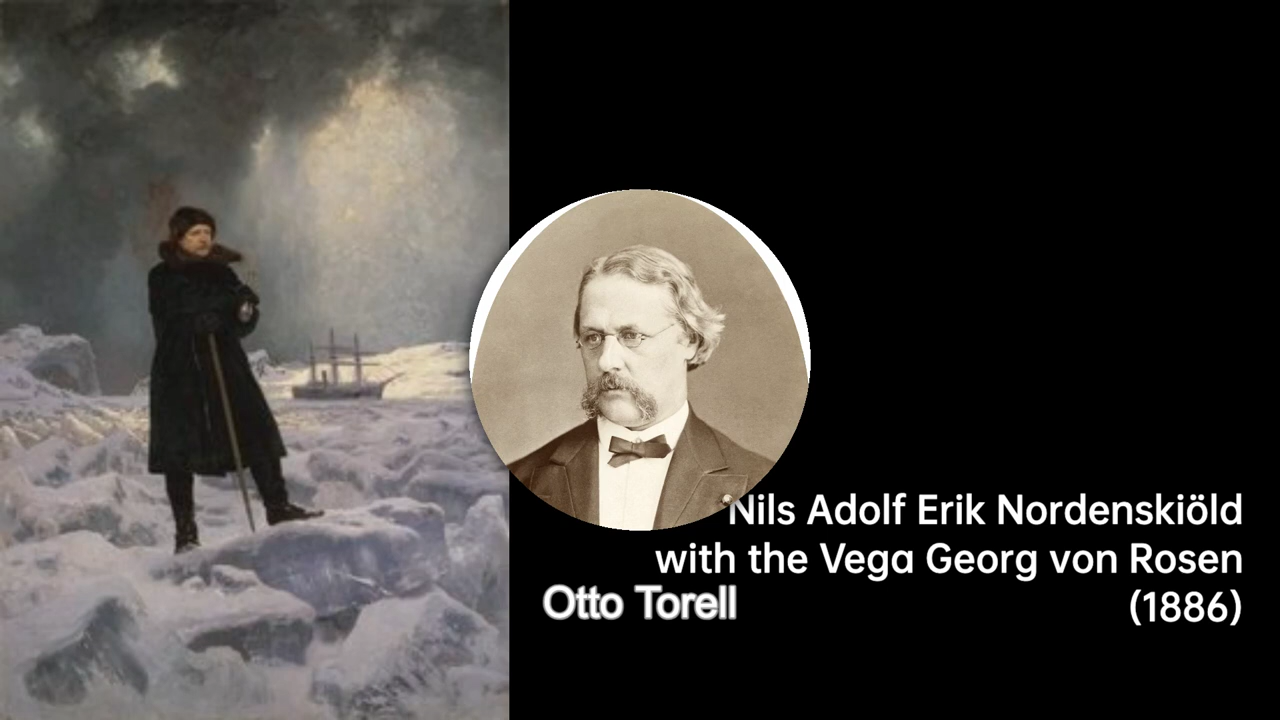 Nils Adolf Erik Nordenskiöld
with the Vega Georg von Rosen
(1886)
Otto Torell